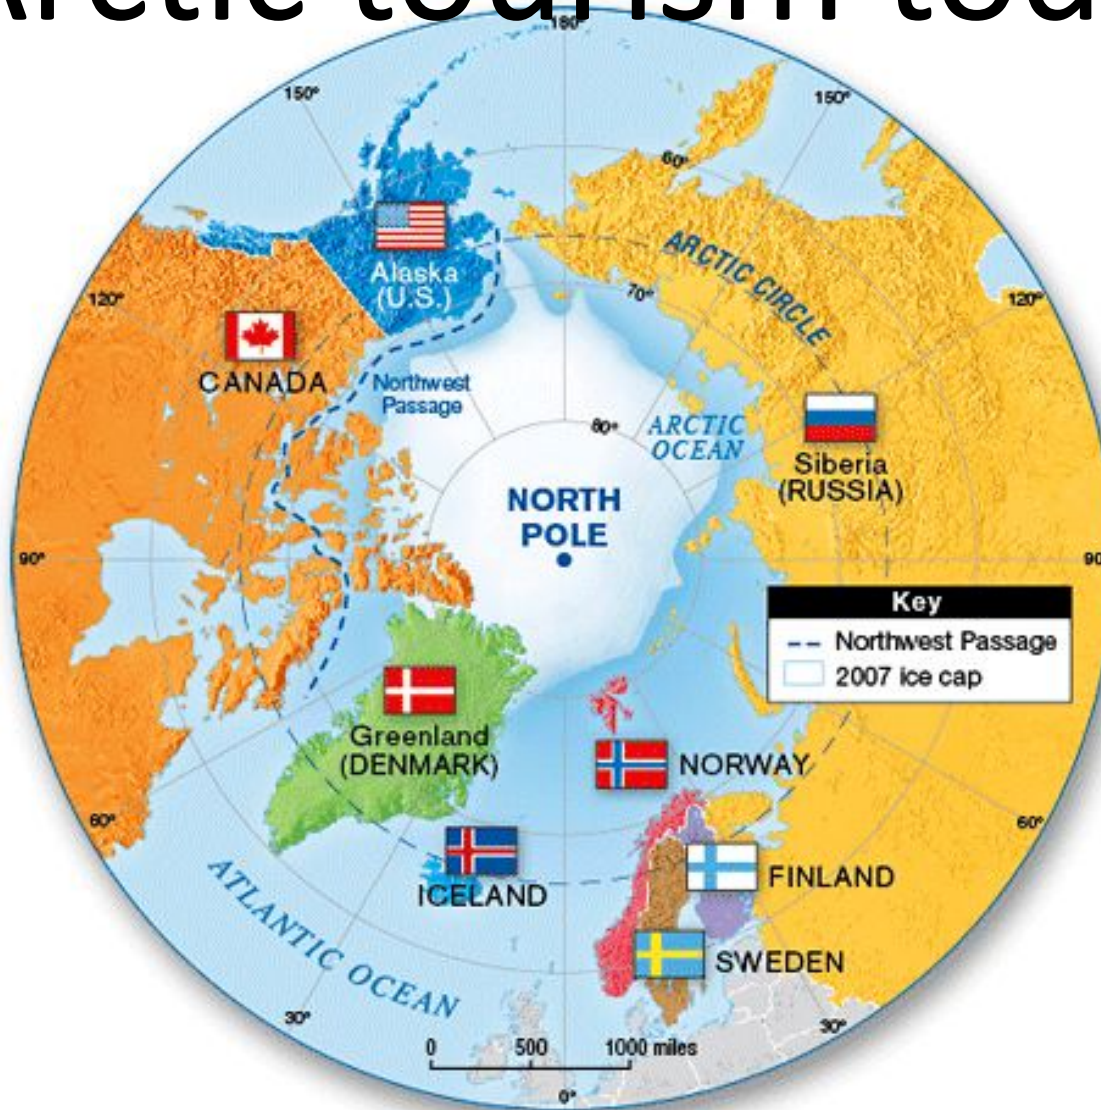 Arctic tourism tod
180°
150°
150°
60°
ARCTIC CIRCLE
Alaska
(U.S.)
70°
120°
120°
CANADA
Northwest
Passage
80°
ARCTIC
OCEAN
Siberia
(RUSSIA)
NORTH
POLE
90°
90°
Key
Northwest Passage
2007 ice cap
Greenland
(DENMARK)
NORWAY
60°
60°
ICELAND
FINLAND
ATLANTIC OCEAN
SWEDEN
30°
30°
0 500 1000 miles
0°